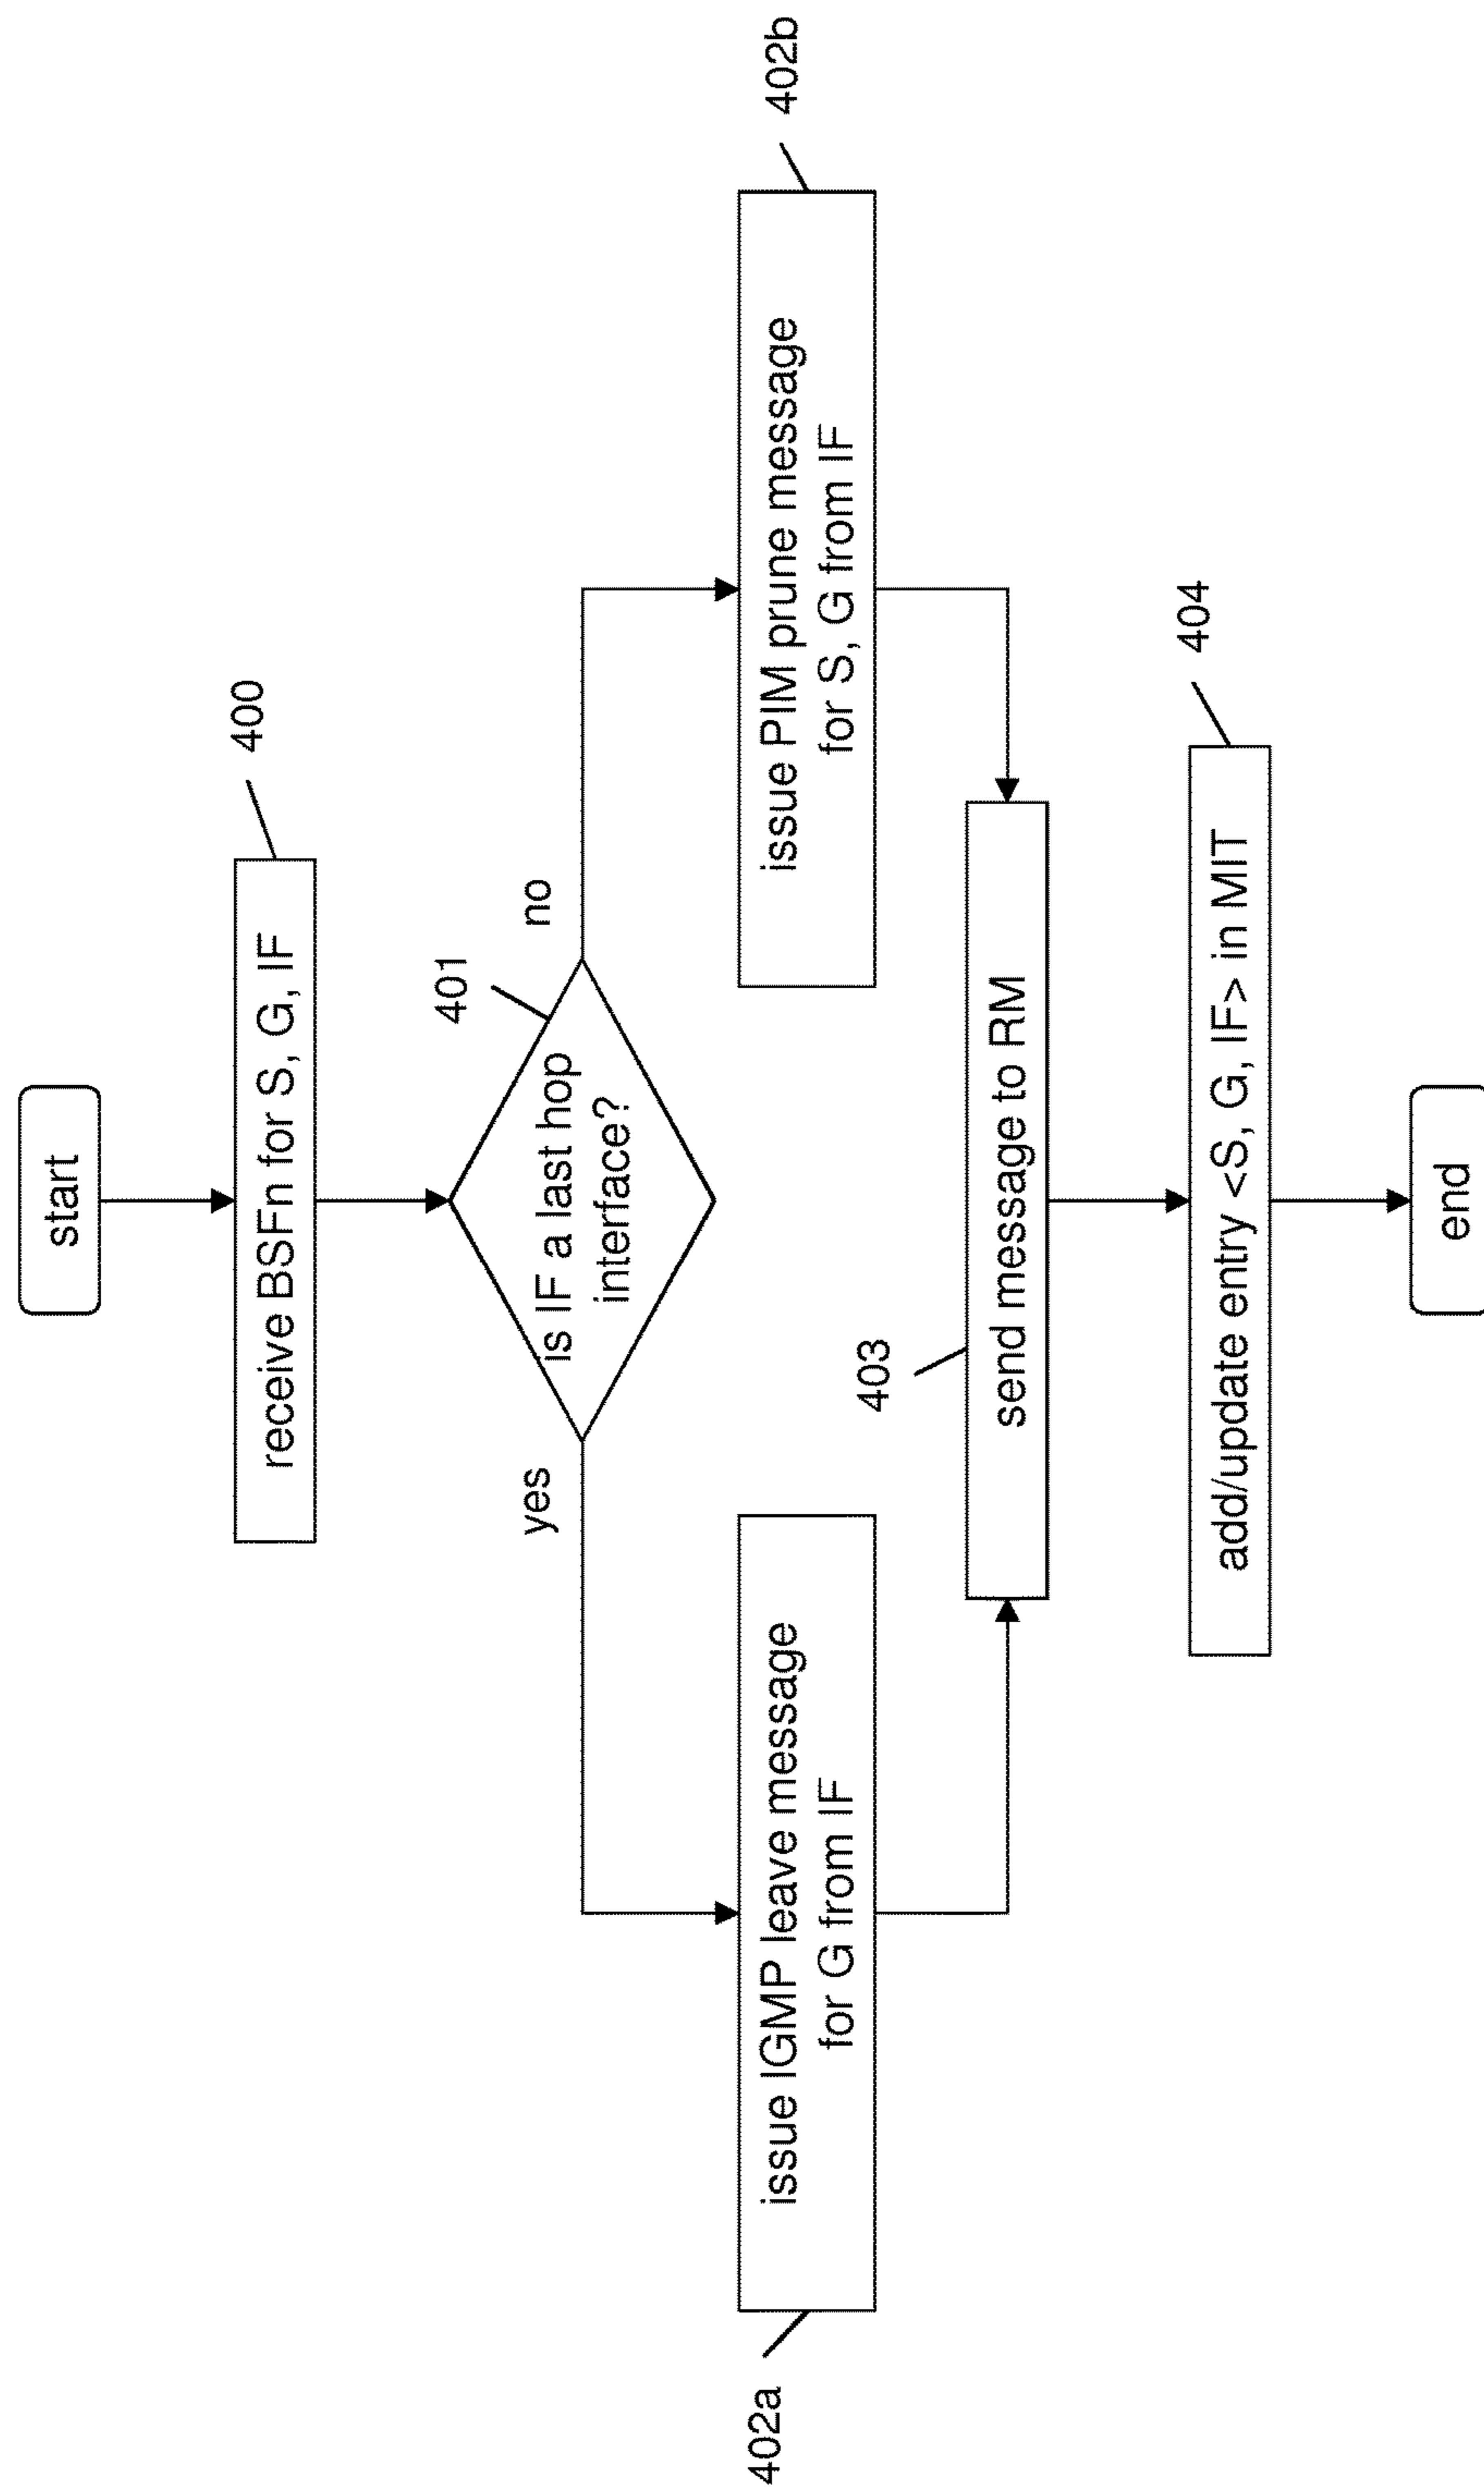 start
receive BSFn for S, G, IF
400
is IF a last hop
interface?
401
yes
no
issue IGMP leave message
for G from IF
402a
issue PIM prune message
for S, G from IF
402b
403
send message to RM
add/update entry <S, G, IF> in MIT
404
end